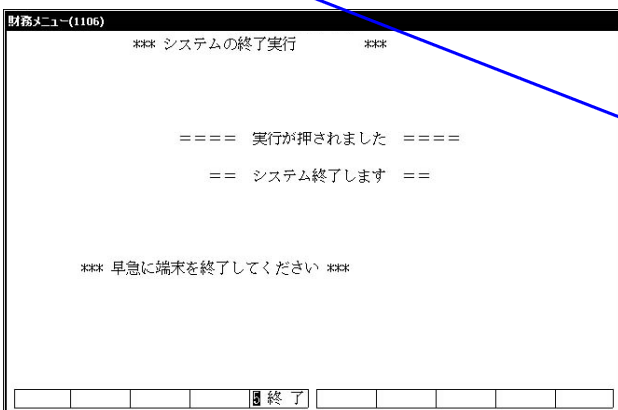 財務メニュー(1106)
*** システムの終了実行 ***
==== 実行が押されました ====
== システム終了します ==
*** 早急に端末を終了してください ***
5 終 了